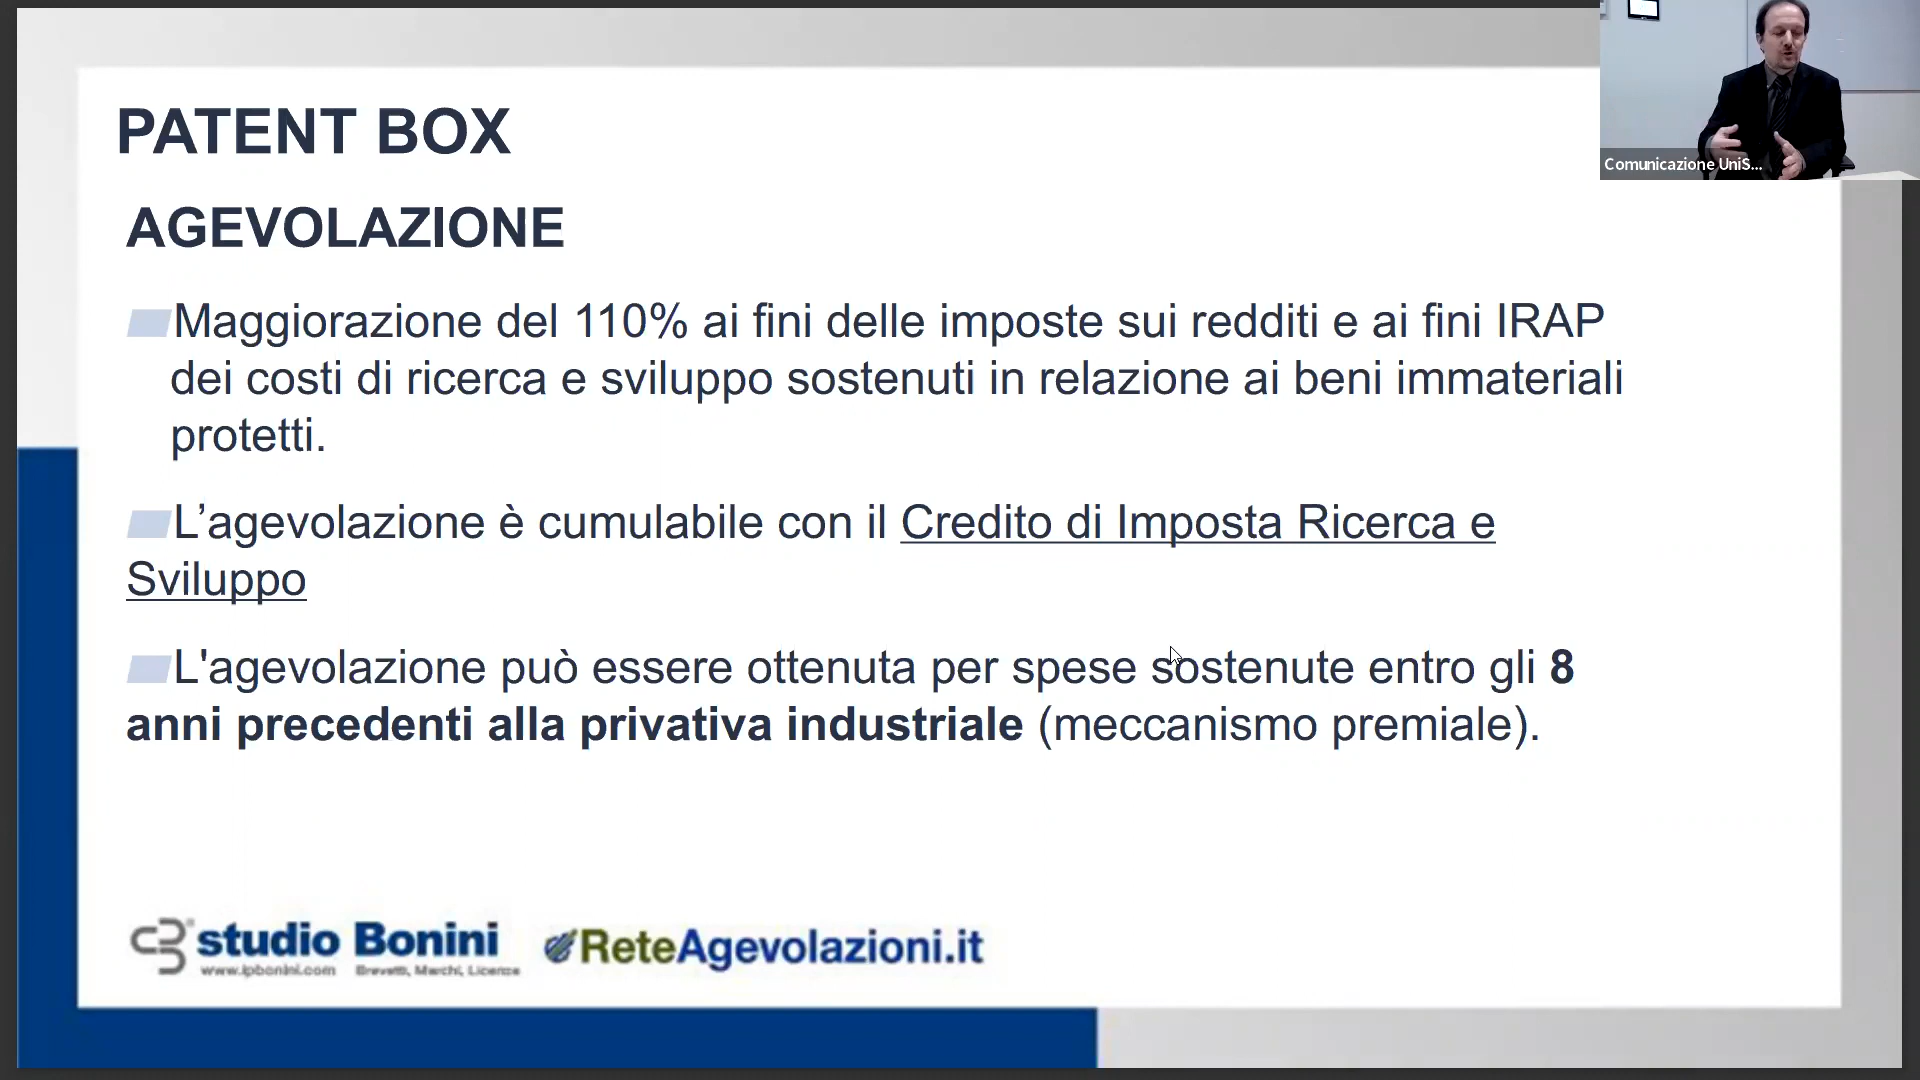 PATENT BOX
AGEVOLAZIONE
Maggiorazione del 110% ai fini delle imposte sui redditi e ai fini IRAP
dei costi di ricerca e sviluppo sostenuti in relazione ai beni immateriali
protetti.
L’agevolazione è cumulabile con il Credito di Imposta Ricerca e
Sviluppo
L'agevolazione può essere ottenuta per spese sostenute entro gli 8
anni precedenti alla privativa industriale (meccanismo premiale).
studio Bonini
www.ipbonini.com Brevetti, Marchi, Licenze
ReteAgevolazioni.it
Comunicazione UniS...